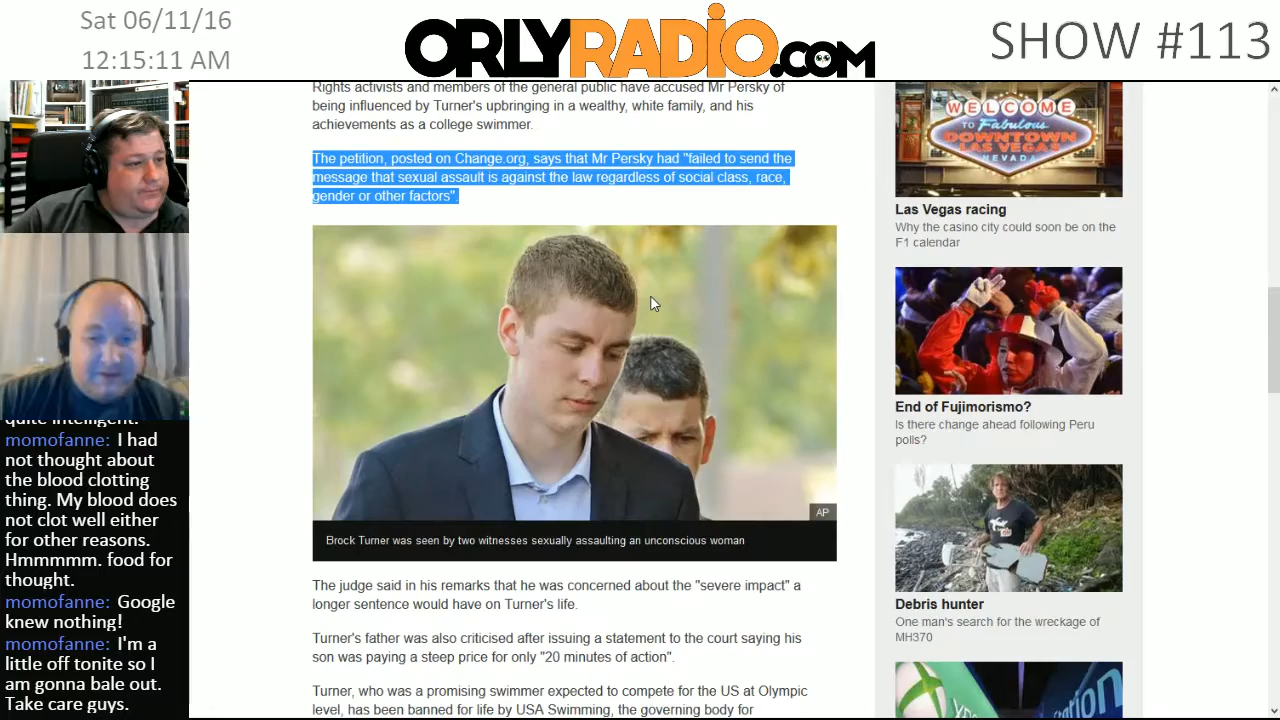 Sat 06/11/16
12:15:11 AM
ORLYRADIO.COM
SHOW #113
Rights activists and members of the general public have accused Mr Persky of
being influenced by Turner's upbringing in a wealthy, white family, and his
achievements as a college swimmer.
The petition, posted on Change.org, says that Mr Persky had "failed to send the
message that sexual assault is against the law regardless of social class, race,
gender or other factors".
AP
Brock Turner was seen by two witnesses sexually assaulting an unconscious woman
The judge said in his remarks that he was concerned about the "severe impact" a
longer sentence would have on Turner's life.
Turner's father was also criticised after issuing a statement to the court saying his
son was paying a steep price for only "20 minutes of action".
Turner, who was a promising swimmer expected to compete for the US at Olympic
level, has been banned for life by USA Swimming, the governing body for
WELCOME
TO Fabulous
DOWNTOWN
LAS VEGAS
NEVADA
Las Vegas racing
Why the casino city could soon be on the
F1 calendar
End of Fujimorismo?
Is there change ahead following Peru
polls?
Debris hunter
One man's search for the wreckage of
MH370
quite intelligent.
momofanne: I had
not thought about
the blood clotting
thing. My blood does
not clot well either
for other reasons.
Hmmmmm. food for
thought.
momofanne: Google
knew nothing!
momofanne: I'm a
little off tonite so I
am gonna bale out.
Take care guys.